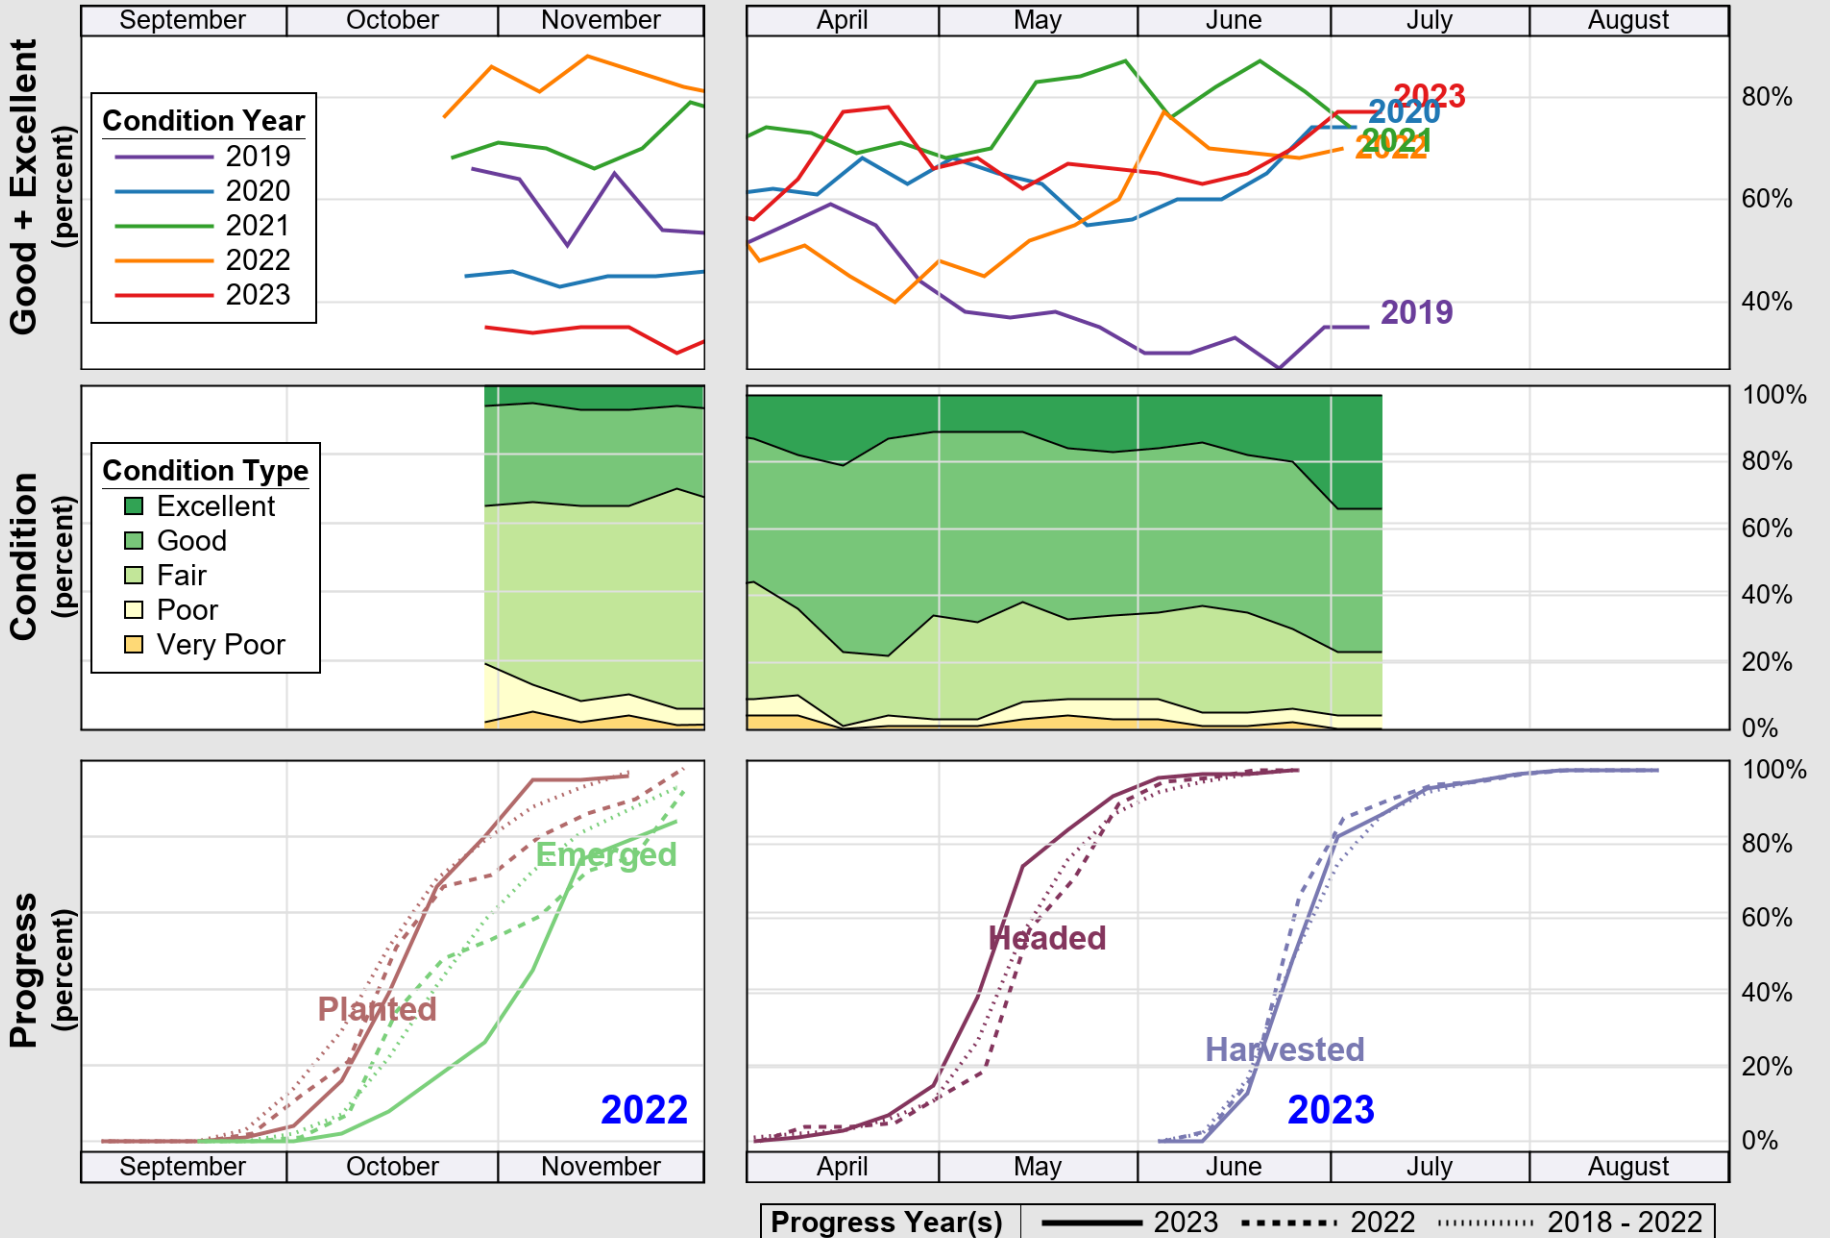 September October November April May June July August
Good + Excellent
(percent)
Condition Year
2019
2020
2021
2022
2023
2023
2020
2021
2022
2019
80%
60%
40%
Condition
(percent)
Condition Type
Excellent
Good
Fair
Poor
Very Poor
100%
80%
60%
40%
20%
0%
Progress
(percent)
Planted
Emerged
2022
Headed
Harvested
2023
100%
80%
60%
40%
20%
0%
September October November April May June July August
Progress Year(s) 2023 2022 2018 - 2022